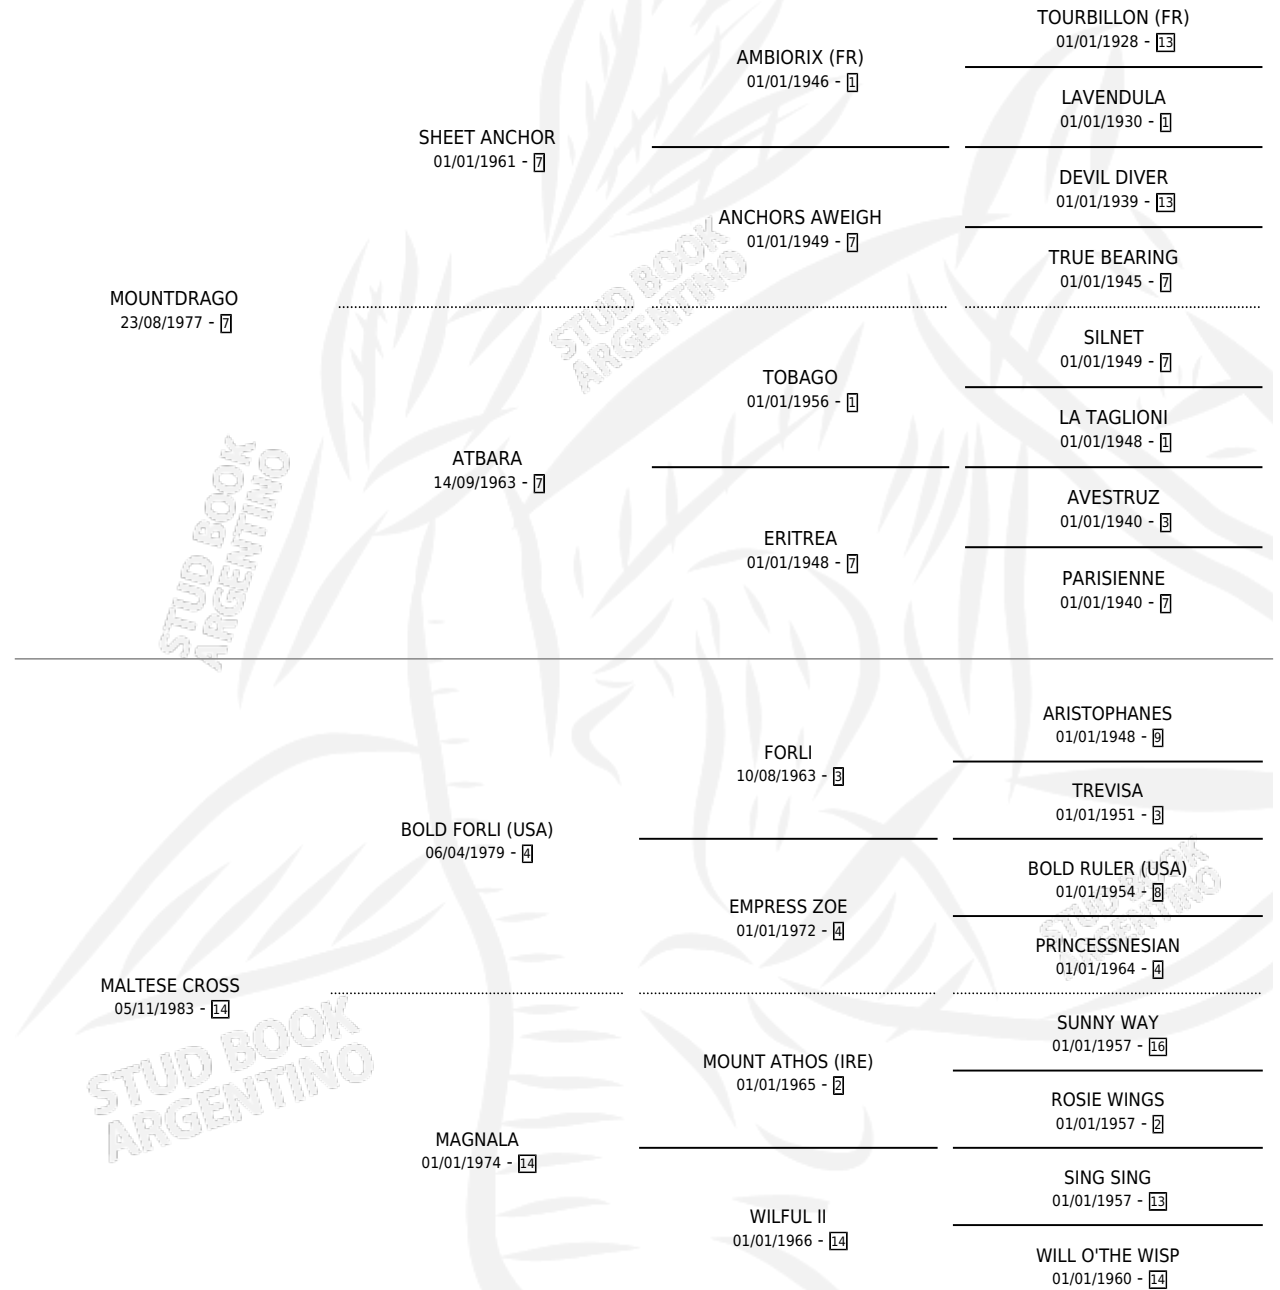 TOURBILLON (FR)
01/01/1928 - 13
AMBIORIX (FR)
01/01/1946 - 1
LAVENDULA
01/01/1930 - 1
SHEET ANCHOR
01/01/1961 - 7
DEVIL DIVER
01/01/1939 - 13
ANCHORS AWEIGH
01/01/1949 - 7
TRUE BEARING
01/01/1945 - 7
MOUNTDRAGO
23/08/1977 - 7
STUD BOOK
ARGENTINO
SILNET
01/01/1949 - 7
TOBAGO
01/01/1956 - 1
LA TAGLIONI
01/01/1948 - 1
ATBARA
14/09/1963 - 7
AVESTRUZ
01/01/1940 - 3
ERITREA
01/01/1948 - 7
PARISIENNE
01/01/1940 - 7
STUD BOOK
ARGENTINO
ARISTOPHANES
01/01/1948 - 9
FORLI
10/08/1963 - 3
TREVISA
01/01/1951 - 3
BOLD FORLI (USA)
06/04/1979 - 4
BOLD RULER (USA)
01/01/1954 - 8
EMPRESS ZOE
01/01/1972 - 4
STUD BOOK
ARGENTINO
PRINCESSNESIAN
01/01/1964 - 4
MALTESE CROSS
05/11/1983 - 14
STUD BOOK
ARGENTINO
SUNNY WAY
01/01/1957 - 16
MOUNT ATHOS (IRE)
01/01/1965 - 2
ROSIE WINGS
01/01/1957 - 2
MAGNALA
01/01/1974 - 14
SING SING
01/01/1957 - 13
WILFUL II
01/01/1966 - 14
WILL O'THE WISP
01/01/1960 - 14